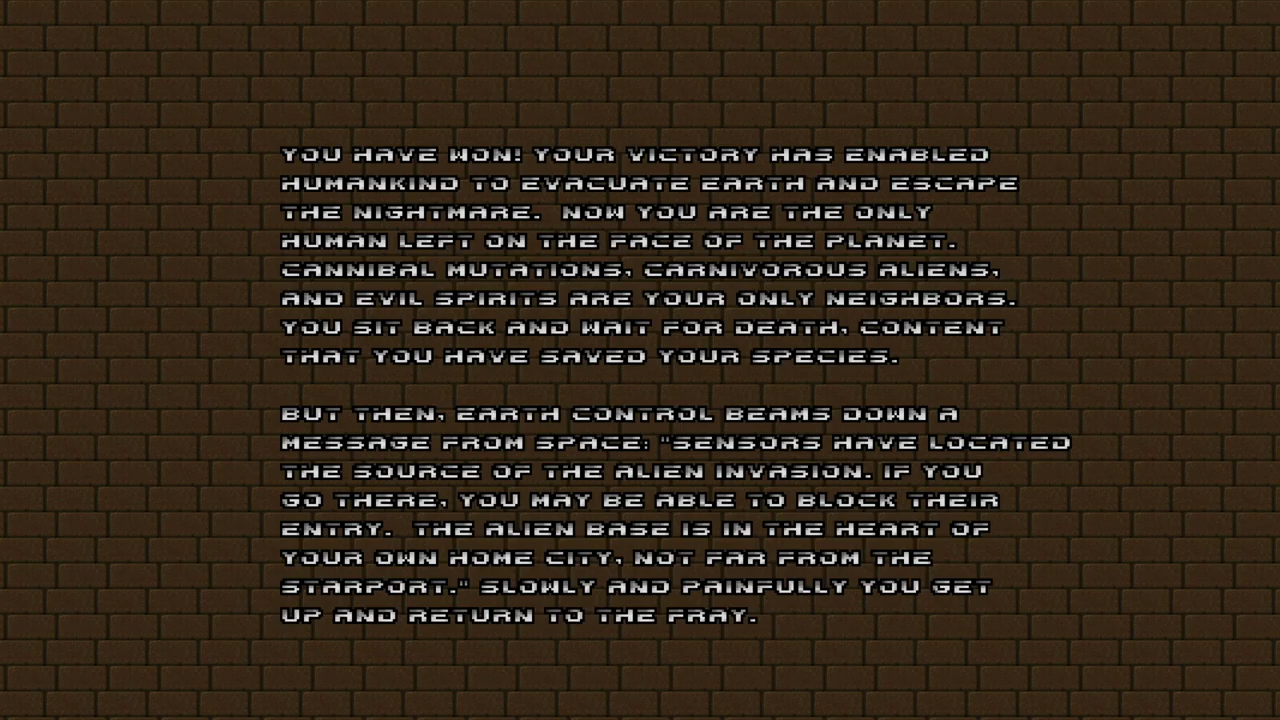 YOU HAVE WON! YOUR VICTORY HAS ENABLED
HUMANKIND TO EVACUATE EARTH AND ESCAPE
THE NIGHTMARE.  NOW YOU ARE THE ONLY
HUMAN LEFT ON THE FACE OF THE PLANET.
CANNIBAL MUTATIONS, CARNIVOROUS ALIENS,
AND EVIL SPIRITS ARE YOUR ONLY NEIGHBORS.
YOU SIT BACK AND WAIT FOR DEATH, CONTENT
THAT YOU HAVE SAVED YOUR SPECIES.

BUT THEN, EARTH CONTROL BEAMS DOWN A
MESSAGE FROM SPACE: "SENSORS HAVE LOCATED
THE SOURCE OF THE ALIEN INVASION. IF YOU
GO THERE, YOU MAY BE ABLE TO BLOCK THEIR
ENTRY.  THE ALIEN BASE IS IN THE HEART OF
YOUR OWN HOME CITY, NOT FAR FROM THE
STARPORT." SLOWLY AND PAINFULLY YOU GET
UP AND RETURN TO THE FRAY.